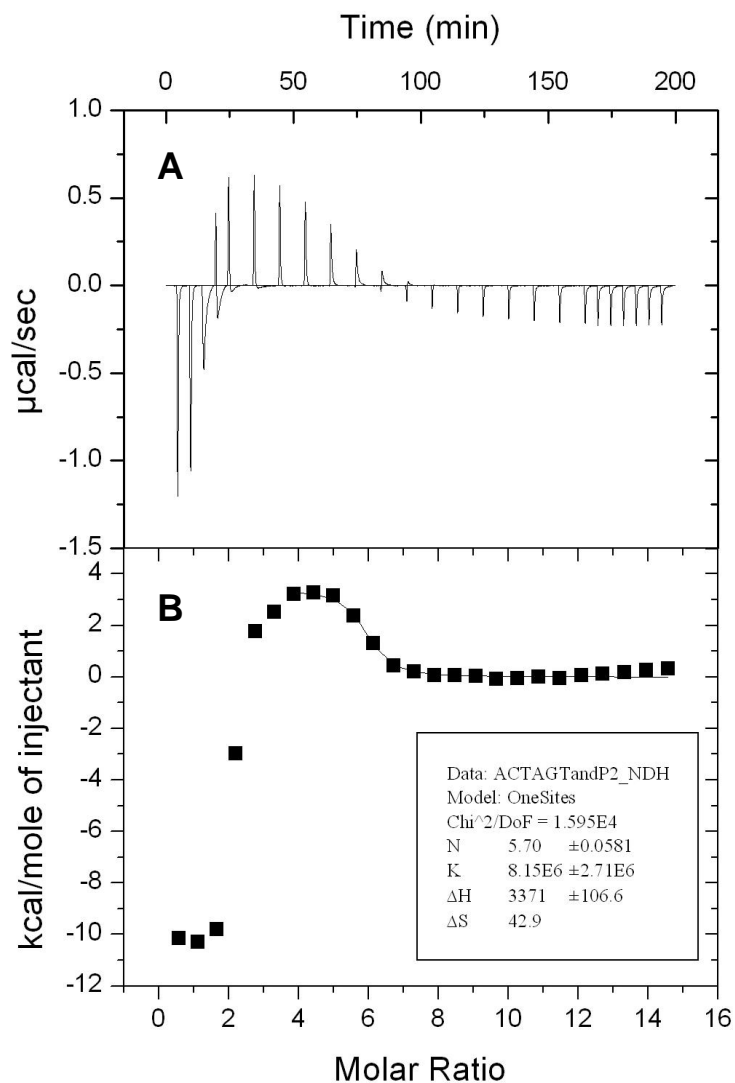 Time (min)
0 50 100 150 200
1.0
A
0.5
0.0
-0.5
-1.0
-1.5
µcal/sec
4
B
2
0
-2
-4
-6
-8
-10
-12
kcal/mole of injectant
Data: ACTAGTandP2_NDH
Model: OneSites
Chi^2/DoF = 1.595E4
N 5.70 ±0.0581
K 8.15E6 ±2.71E6
ΔH 3371 ±106.6
ΔS 42.9
0 2 4 6 8 10 12 14 16
Molar Ratio